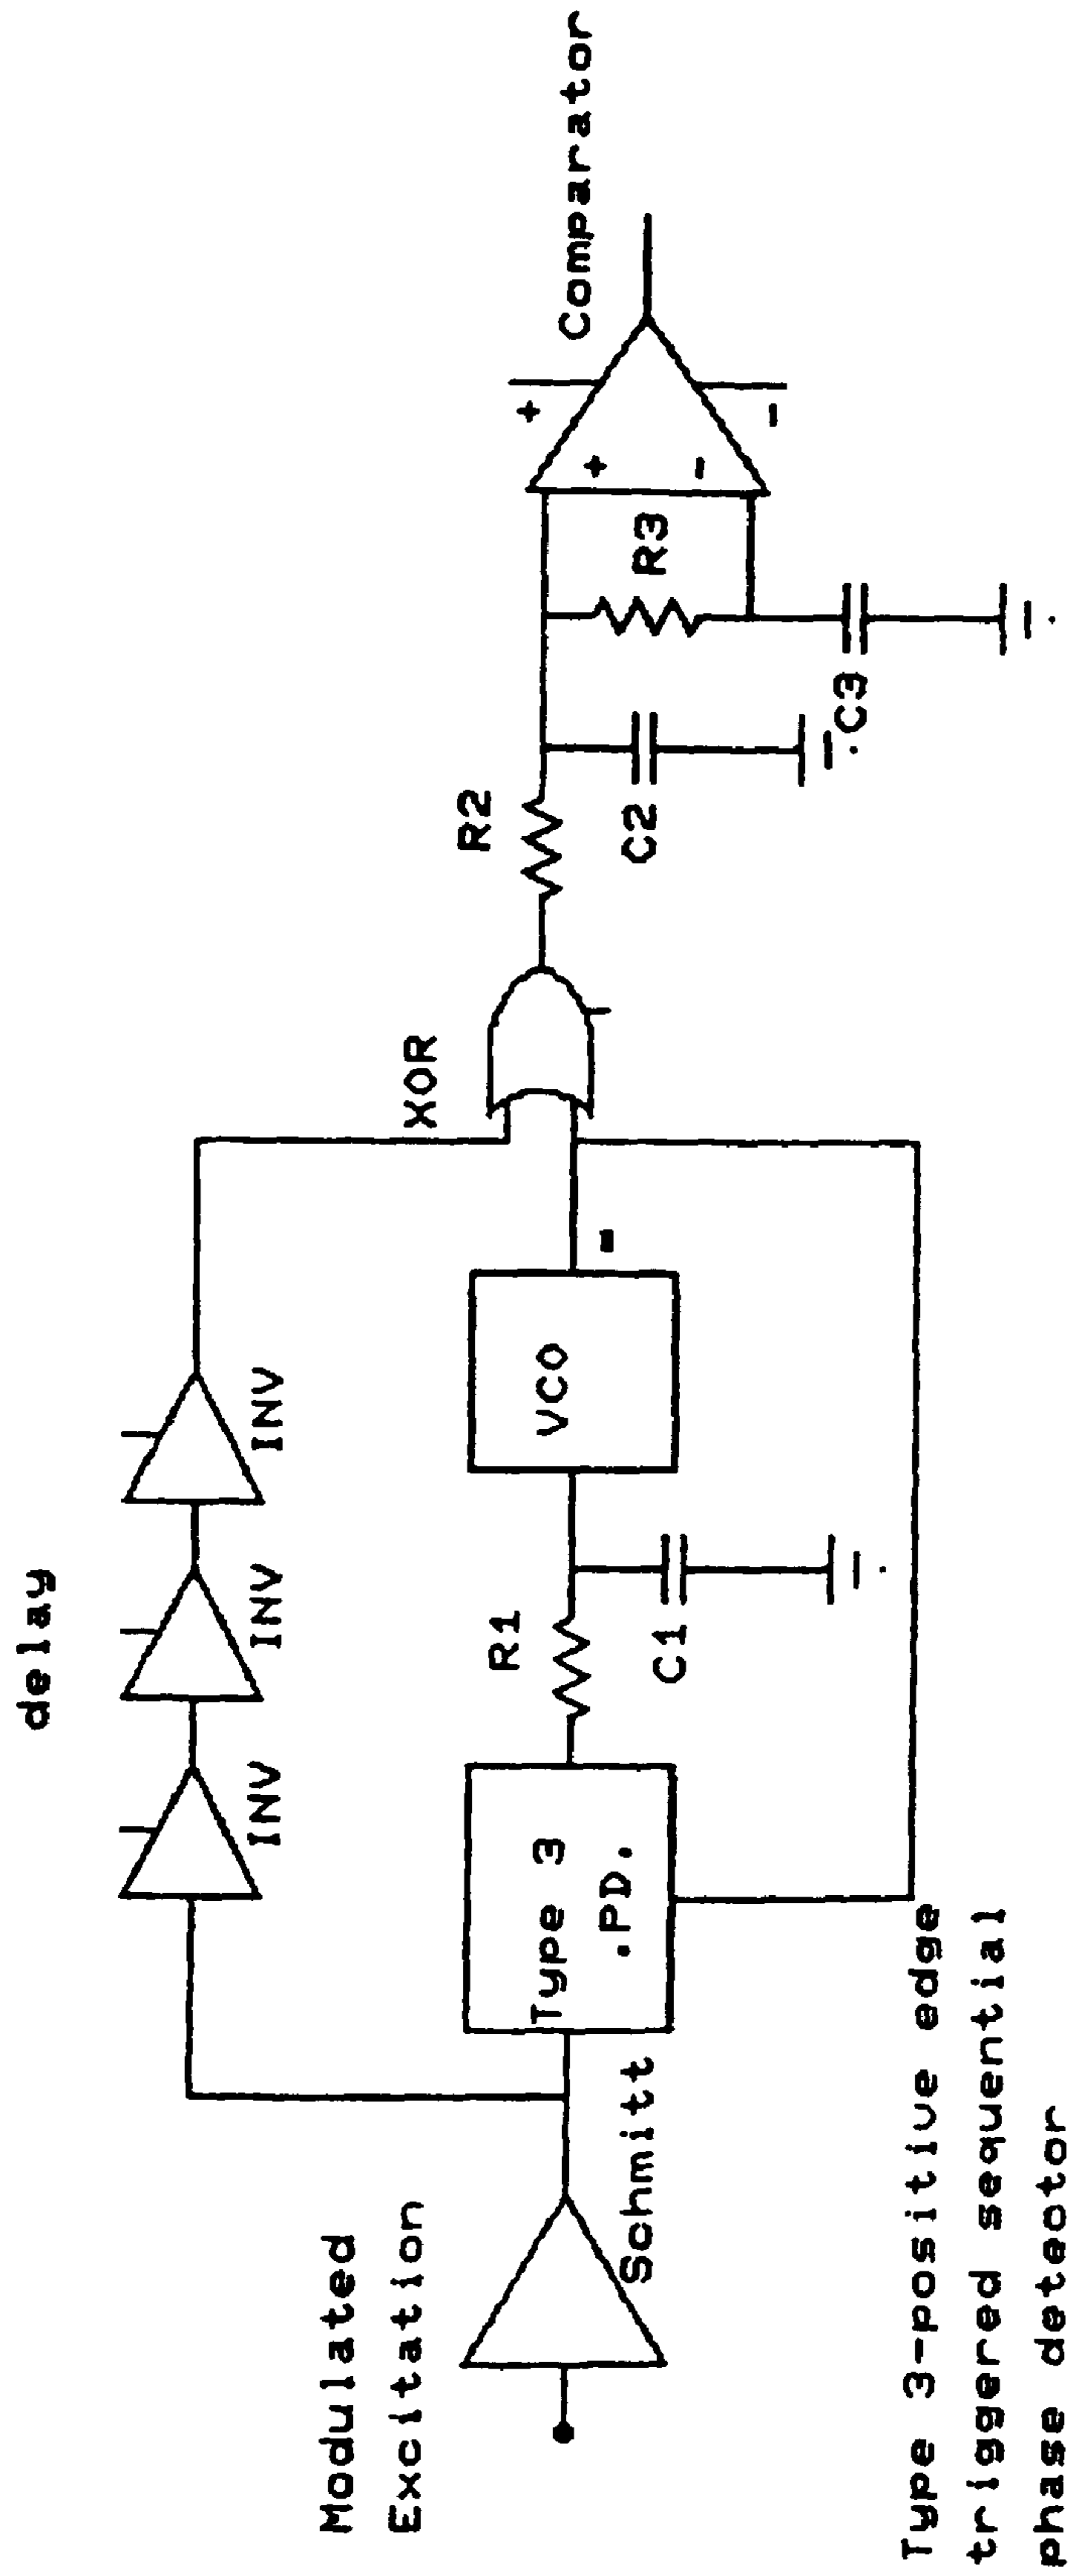 delay
INV
INV
INV
Modulated
Excitation
Schmitt
Type 3
.PD.
R1
C1
VCO
-
XOR
R2
C2
R3
C3
+
-
+
-
Comparator
Type 3-positive edge
triggered sequential
phase detector